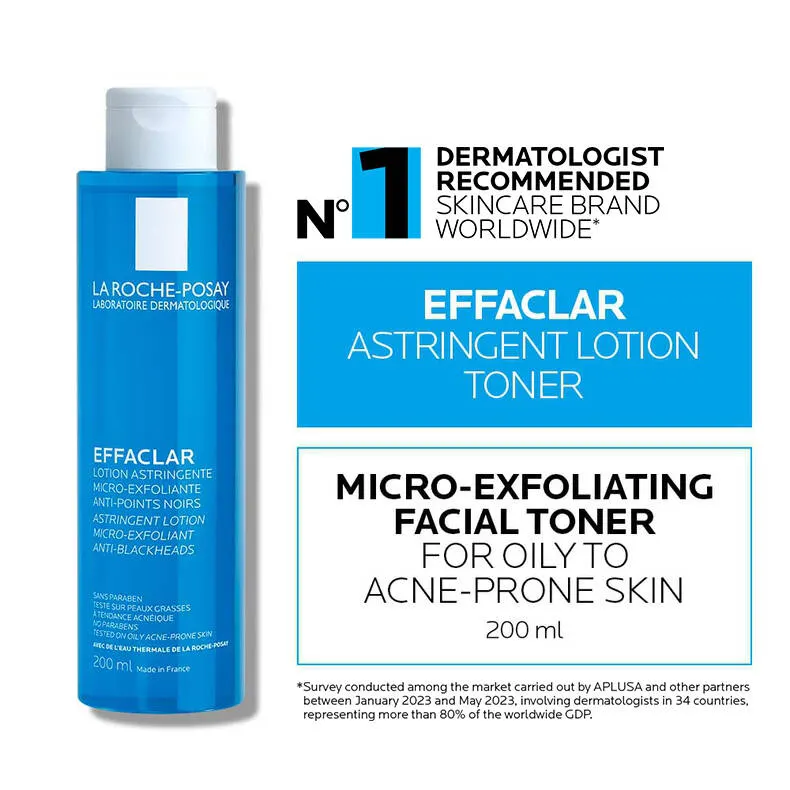 LA ROCHE-POSAY
LABORATOIRE DERMATOLOGIQUE
EFFACLAR
LOTION ASTRINGENTE
MICRO-EXFOLIANTE
ANTI-POINTS NOIRS
ASTRINGENT LOTION
MICRO-EXFOLIANT
ANTI-BLACKHEADS
SANS PARABEN
TESTÉ SUR PEAUX GRASSES
À TENDANCE ACNÉIQUE
NO PARABENS
TESTED ON OILY ACNE-PRONE SKIN
AVEC DE L'EAU THERMALE DE LA ROCHE-POSAY
200 ml Made in France
N° 1 DERMATOLOGIST
RECOMMENDED
SKINCARE BRAND
WORLDWIDE*
EFFACLAR
ASTRINGENT LOTION
TONER
MICRO-EXFOLIATING
FACIAL TONER
FOR OILY TO
ACNE-PRONE SKIN
200 ml
*Survey conducted among the market carried out by APLUSA and other partners
between January 2023 and May 2023, involving dermatologists in 34 countries,
representing more than 80% of the worldwide GDP.